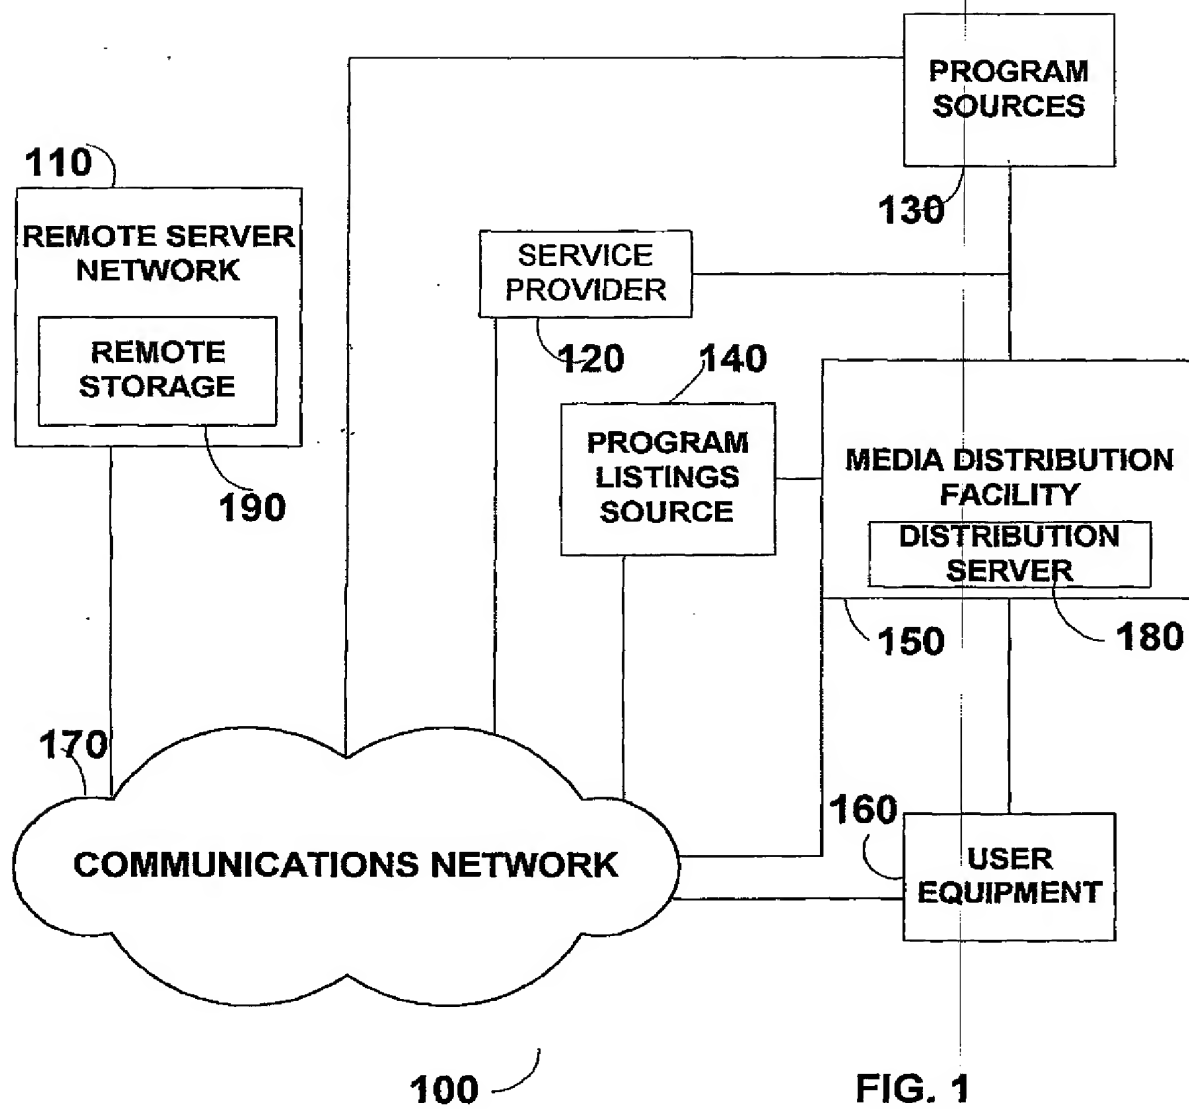 PROGRAM
SOURCES
130
110
REMOTE SERVER
NETWORK
REMOTE
STORAGE
190
SERVICE
PROVIDER
120
140
PROGRAM
LISTINGS
SOURCE
MEDIA DISTRIBUTION
FACILITY
DISTRIBUTION
SERVER
150
180
170
COMMUNICATIONS NETWORK
160
USER
EQUIPMENT
100
FIG. 1